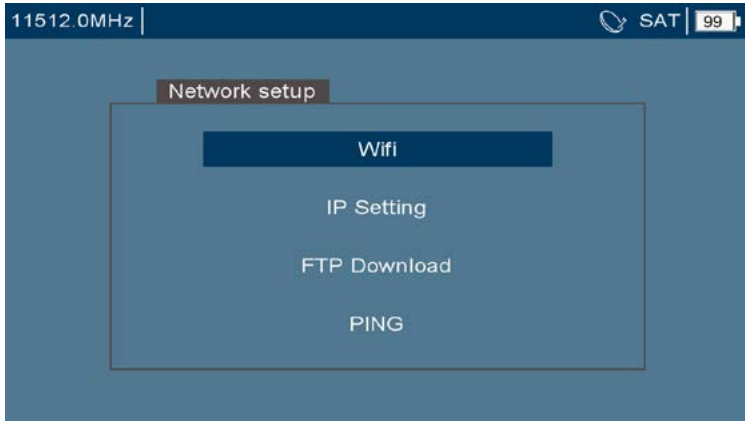 11512.0MHz SAT 99
Network setup
Wifi
IP Setting
FTP Download
PING